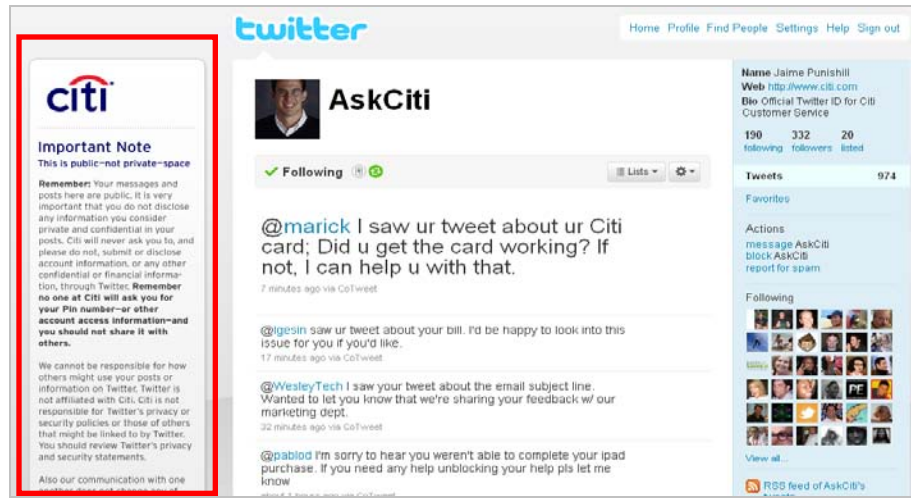 twitter
Home Profile Find People Settings Help Sign out
citi
Important Note
This is public-not private-space
Remember: Your messages and
posts here are public. It is very
important that you do not disclose
any information you consider
private and confidential in your
posts. Citi will never ask you to, and
please do not, submit or disclose
account information, or any other
confidential or financial informa-
tion, through Twitter. Remember
no one at Citi will ask you for
your Pin number-or other
account access information-and
you should not share it with
others.
We cannot be responsible for how
others might use your posts or
information on Twitter. Twitter is
not affiliated with Citi. Citi is not
responsible for Twitter's privacy or
security policies or those of others
that might be linked to by Twitter.
You should review Twitter's privacy
and security statements.
Also our communication with one
AskCiti
Following
Lists
@marick I saw ur tweet about ur Citi
card; Did u get the card working? If
not, I can help u with that.
7 minutes ago via CoTweet
@lgesin saw ur tweet about your bill. I'd be happy to look into this
issue for you if you'd like.
17 minutes ago via CoTweet
@WesleyTech I saw your tweet about the email subject line.
Wanted to let you know that we're sharing your feedback w/ our
marketing dept.
32 minutes ago via CoTweet
@pablod I'm sorry to hear you weren't able to complete your ipad
purchase. If you need any help unblocking your help pls let me
know
Name Jaime Punishill
Web http://www.citi.com
Bio Official Twitter ID for Citi
Customer Service
190 332 20
following followers listed
Tweets 974
Favorites
Actions
message AskCiti
block AskCiti
report for spam
Following
PE
View all...
RSS feed of AskCiti's